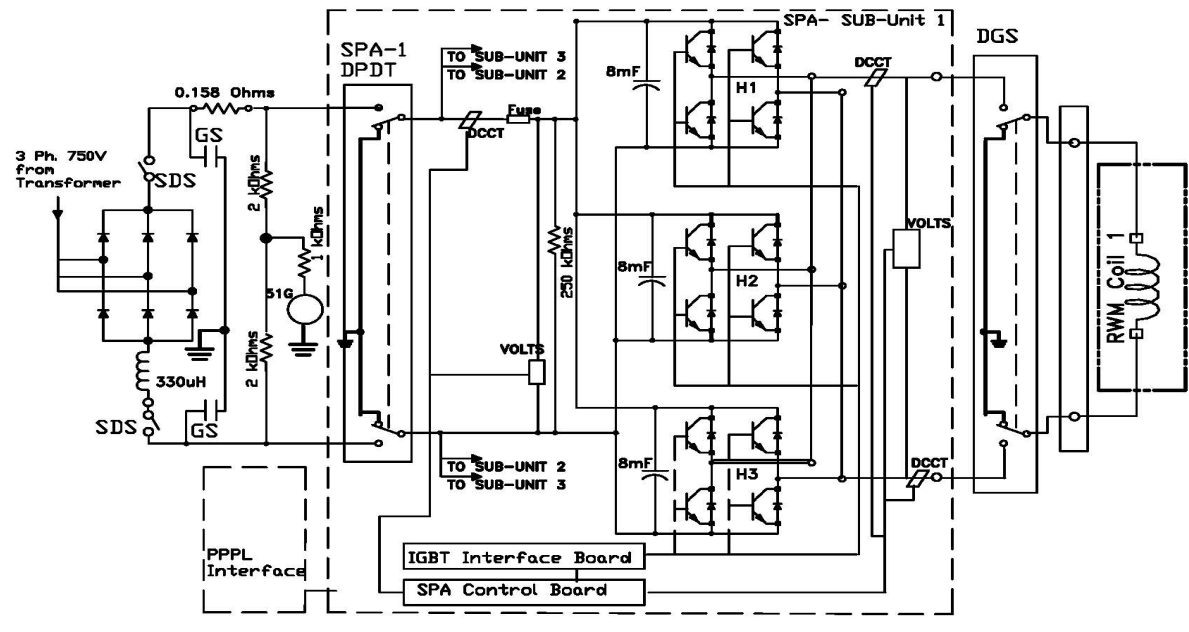 SPA- SUB-Unit 1
SPA-1
DPDT
TO SUB-UNIT 3
TO SUB-UNIT 2
DGS
DCCT
8mF
H1
0.158 Ohms
Fuse
DCCT
GS
3 Ph. 750V
from
Transformer
SDS
2 kOhms
1 kOhms
51G
250 kOhms
8mF
H2
VOLTS
RWM Coil 1
2 kOhms
VOLTS
330uH
GS
SDS
8mF
H3
DCCT
TO SUB-UNIT 2
TO SUB-UNIT 3
PPPL
Interface
IGBT Interface Board
SPA Control Board